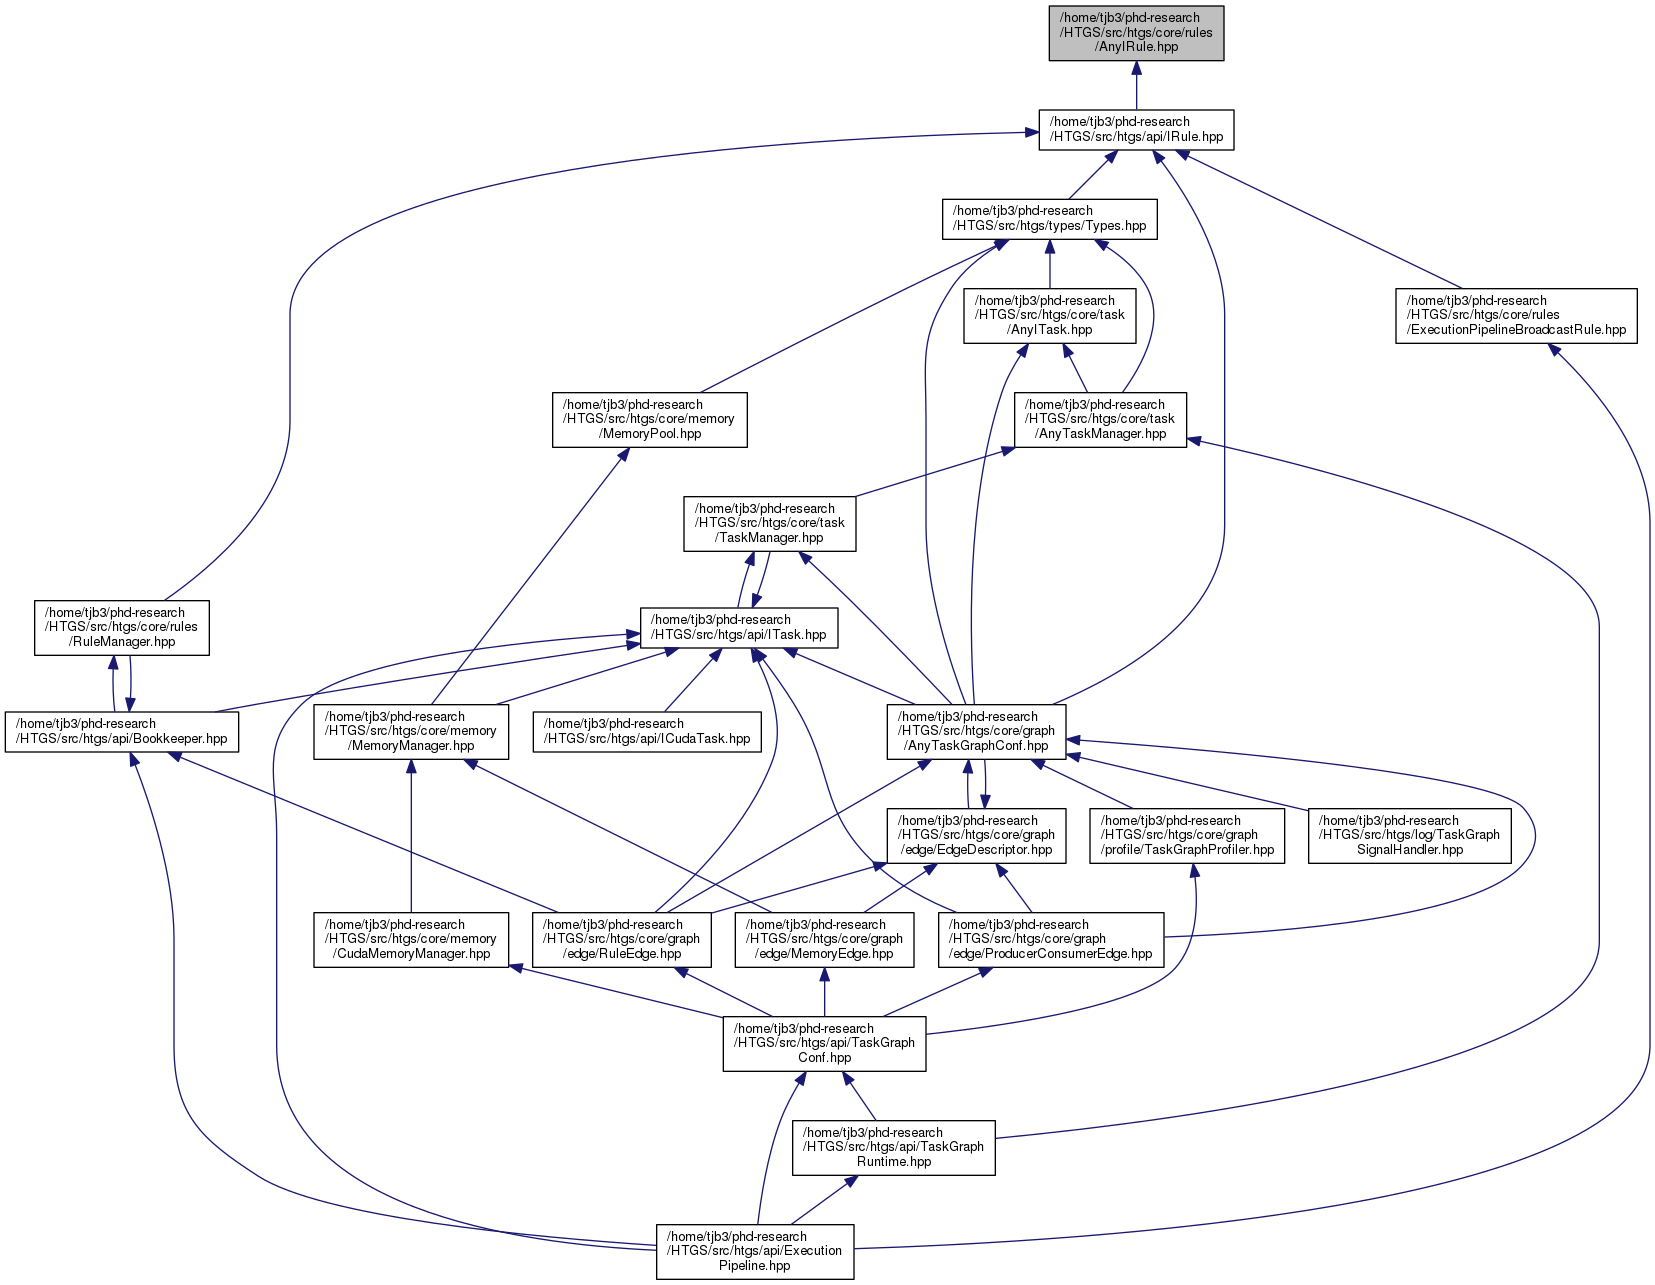 /home/tjb3/phd-research
/HTGS/src/htgs/core/rules
/AnyIRule.hpp
/home/tjb3/phd-research
/HTGS/src/htgs/api/IRule.hpp
/home/tjb3/phd-research
/HTGS/src/htgs/types/Types.hpp
/home/tjb3/phd-research
/HTGS/src/htgs/core/task
/AnyITask.hpp
/home/tjb3/phd-research
/HTGS/src/htgs/core/rules
/ExecutionPipelineBroadcastRule.hpp
/home/tjb3/phd-research
/HTGS/src/htgs/core/memory
/MemoryPool.hpp
/home/tjb3/phd-research
/HTGS/src/htgs/core/task
/AnyTaskManager.hpp
/home/tjb3/phd-research
/HTGS/src/htgs/core/task
/TaskManager.hpp
/home/tjb3/phd-research
/HTGS/src/htgs/core/rules
/RuleManager.hpp
/home/tjb3/phd-research
/HTGS/src/htgs/api/ITask.hpp
/home/tjb3/phd-research
/HTGS/src/htgs/api/Bookkeeper.hpp
/home/tjb3/phd-research
/HTGS/src/htgs/core/memory
/MemoryManager.hpp
/home/tjb3/phd-research
/HTGS/src/htgs/api/ICudaTask.hpp
/home/tjb3/phd-research
/HTGS/src/htgs/core/graph
/AnyTaskGraphConf.hpp
/home/tjb3/phd-research
/HTGS/src/htgs/core/graph
/edge/EdgeDescriptor.hpp
/home/tjb3/phd-research
/HTGS/src/htgs/core/graph
/profile/TaskGraphProfiler.hpp
/home/tjb3/phd-research
/HTGS/src/htgs/log/TaskGraph
SignalHandler.hpp
/home/tjb3/phd-research
/HTGS/src/htgs/core/memory
/CudaMemoryManager.hpp
/home/tjb3/phd-research
/HTGS/src/htgs/core/graph
/edge/RuleEdge.hpp
/home/tjb3/phd-research
/HTGS/src/htgs/core/graph
/edge/MemoryEdge.hpp
/home/tjb3/phd-research
/HTGS/src/htgs/core/graph
/edge/ProducerConsumerEdge.hpp
/home/tjb3/phd-research
/HTGS/src/htgs/api/TaskGraph
Conf.hpp
/home/tjb3/phd-research
/HTGS/src/htgs/api/TaskGraph
Runtime.hpp
/home/tjb3/phd-research
/HTGS/src/htgs/api/Execution
Pipeline.hpp